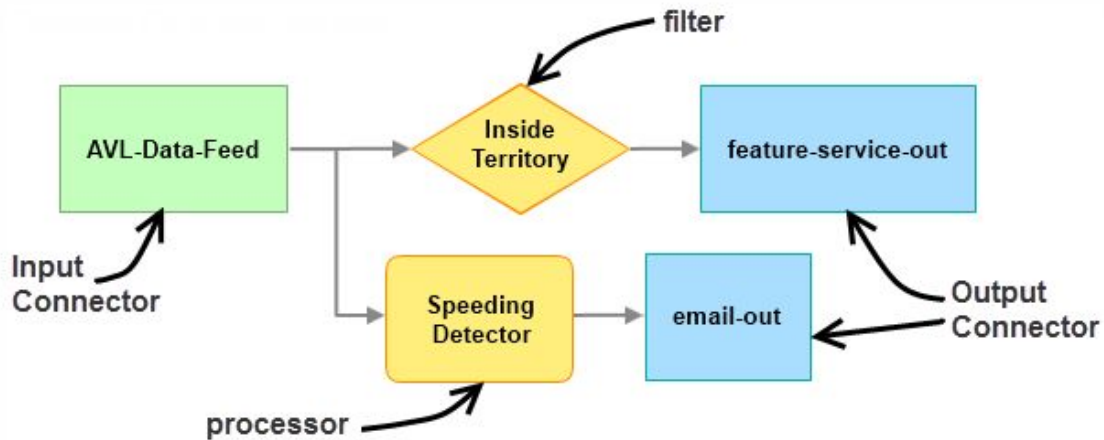 filter
AVL-Data-Feed
Inside
Territory
feature-service-out
Input
Connector
Speeding
Detector
email-out
Output
Connector
processor